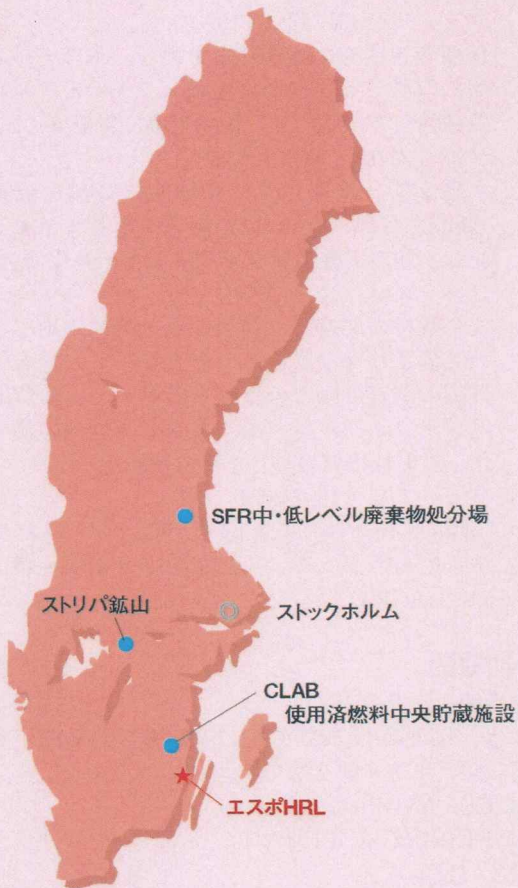 SFR中・低レベル廃棄物処分場
ストリパ鉱山
ストックホルム
CLAB
使用済燃料中央貯蔵施設
エスポHRL